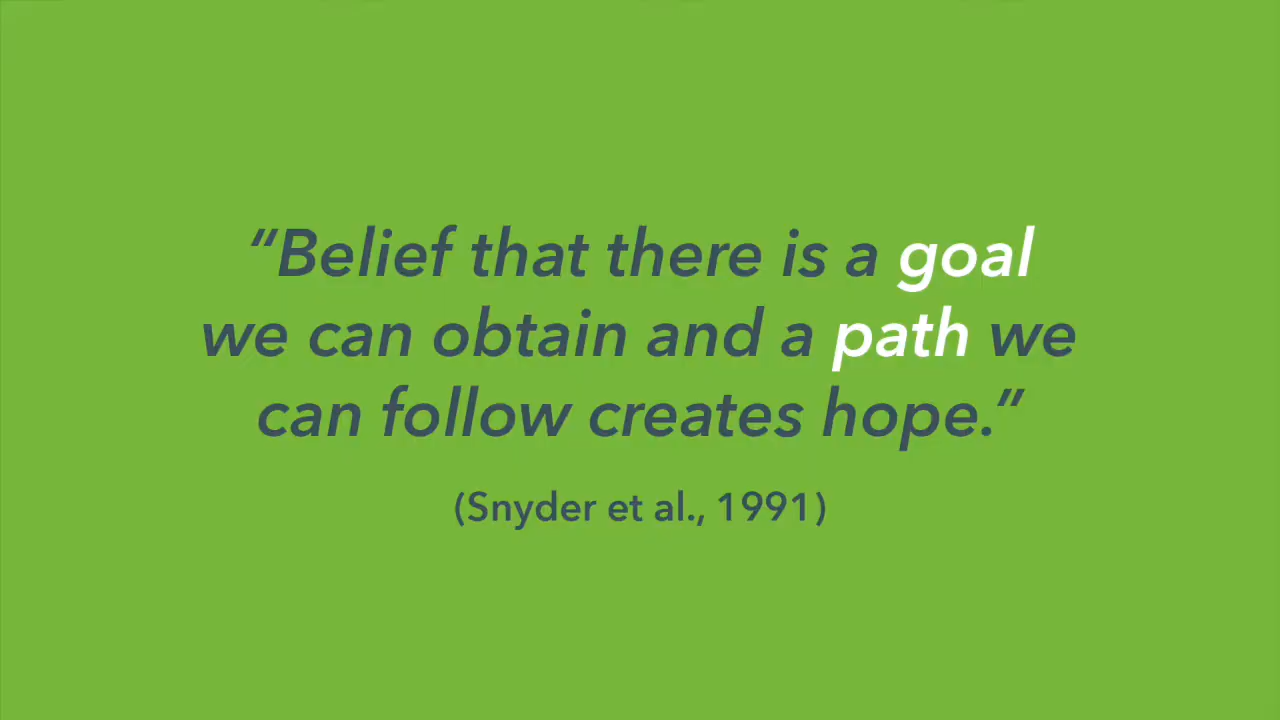 “Belief that there is a goal
we can obtain and a path we
can follow creates hope.”
(Snyder et al., 1991)